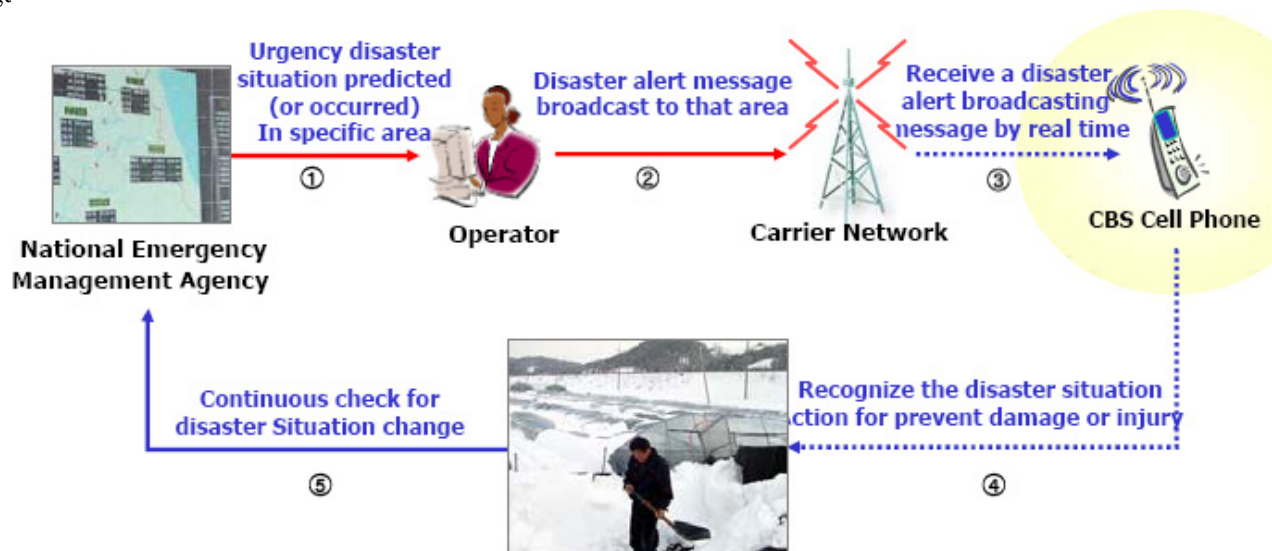 Urgency disaster
situation predicted
(or occurred)
In specific area
①
Operator
Disaster alert message
broadcast to that area
②
Carrier Network
Receive a disaster
alert broadcasting
message by real time
③
CBS Cell Phone
National Emergency
Management Agency
Recognize the disaster situation
ction for prevent damage or injury
④
Continuous check for
disaster Situation change
⑤